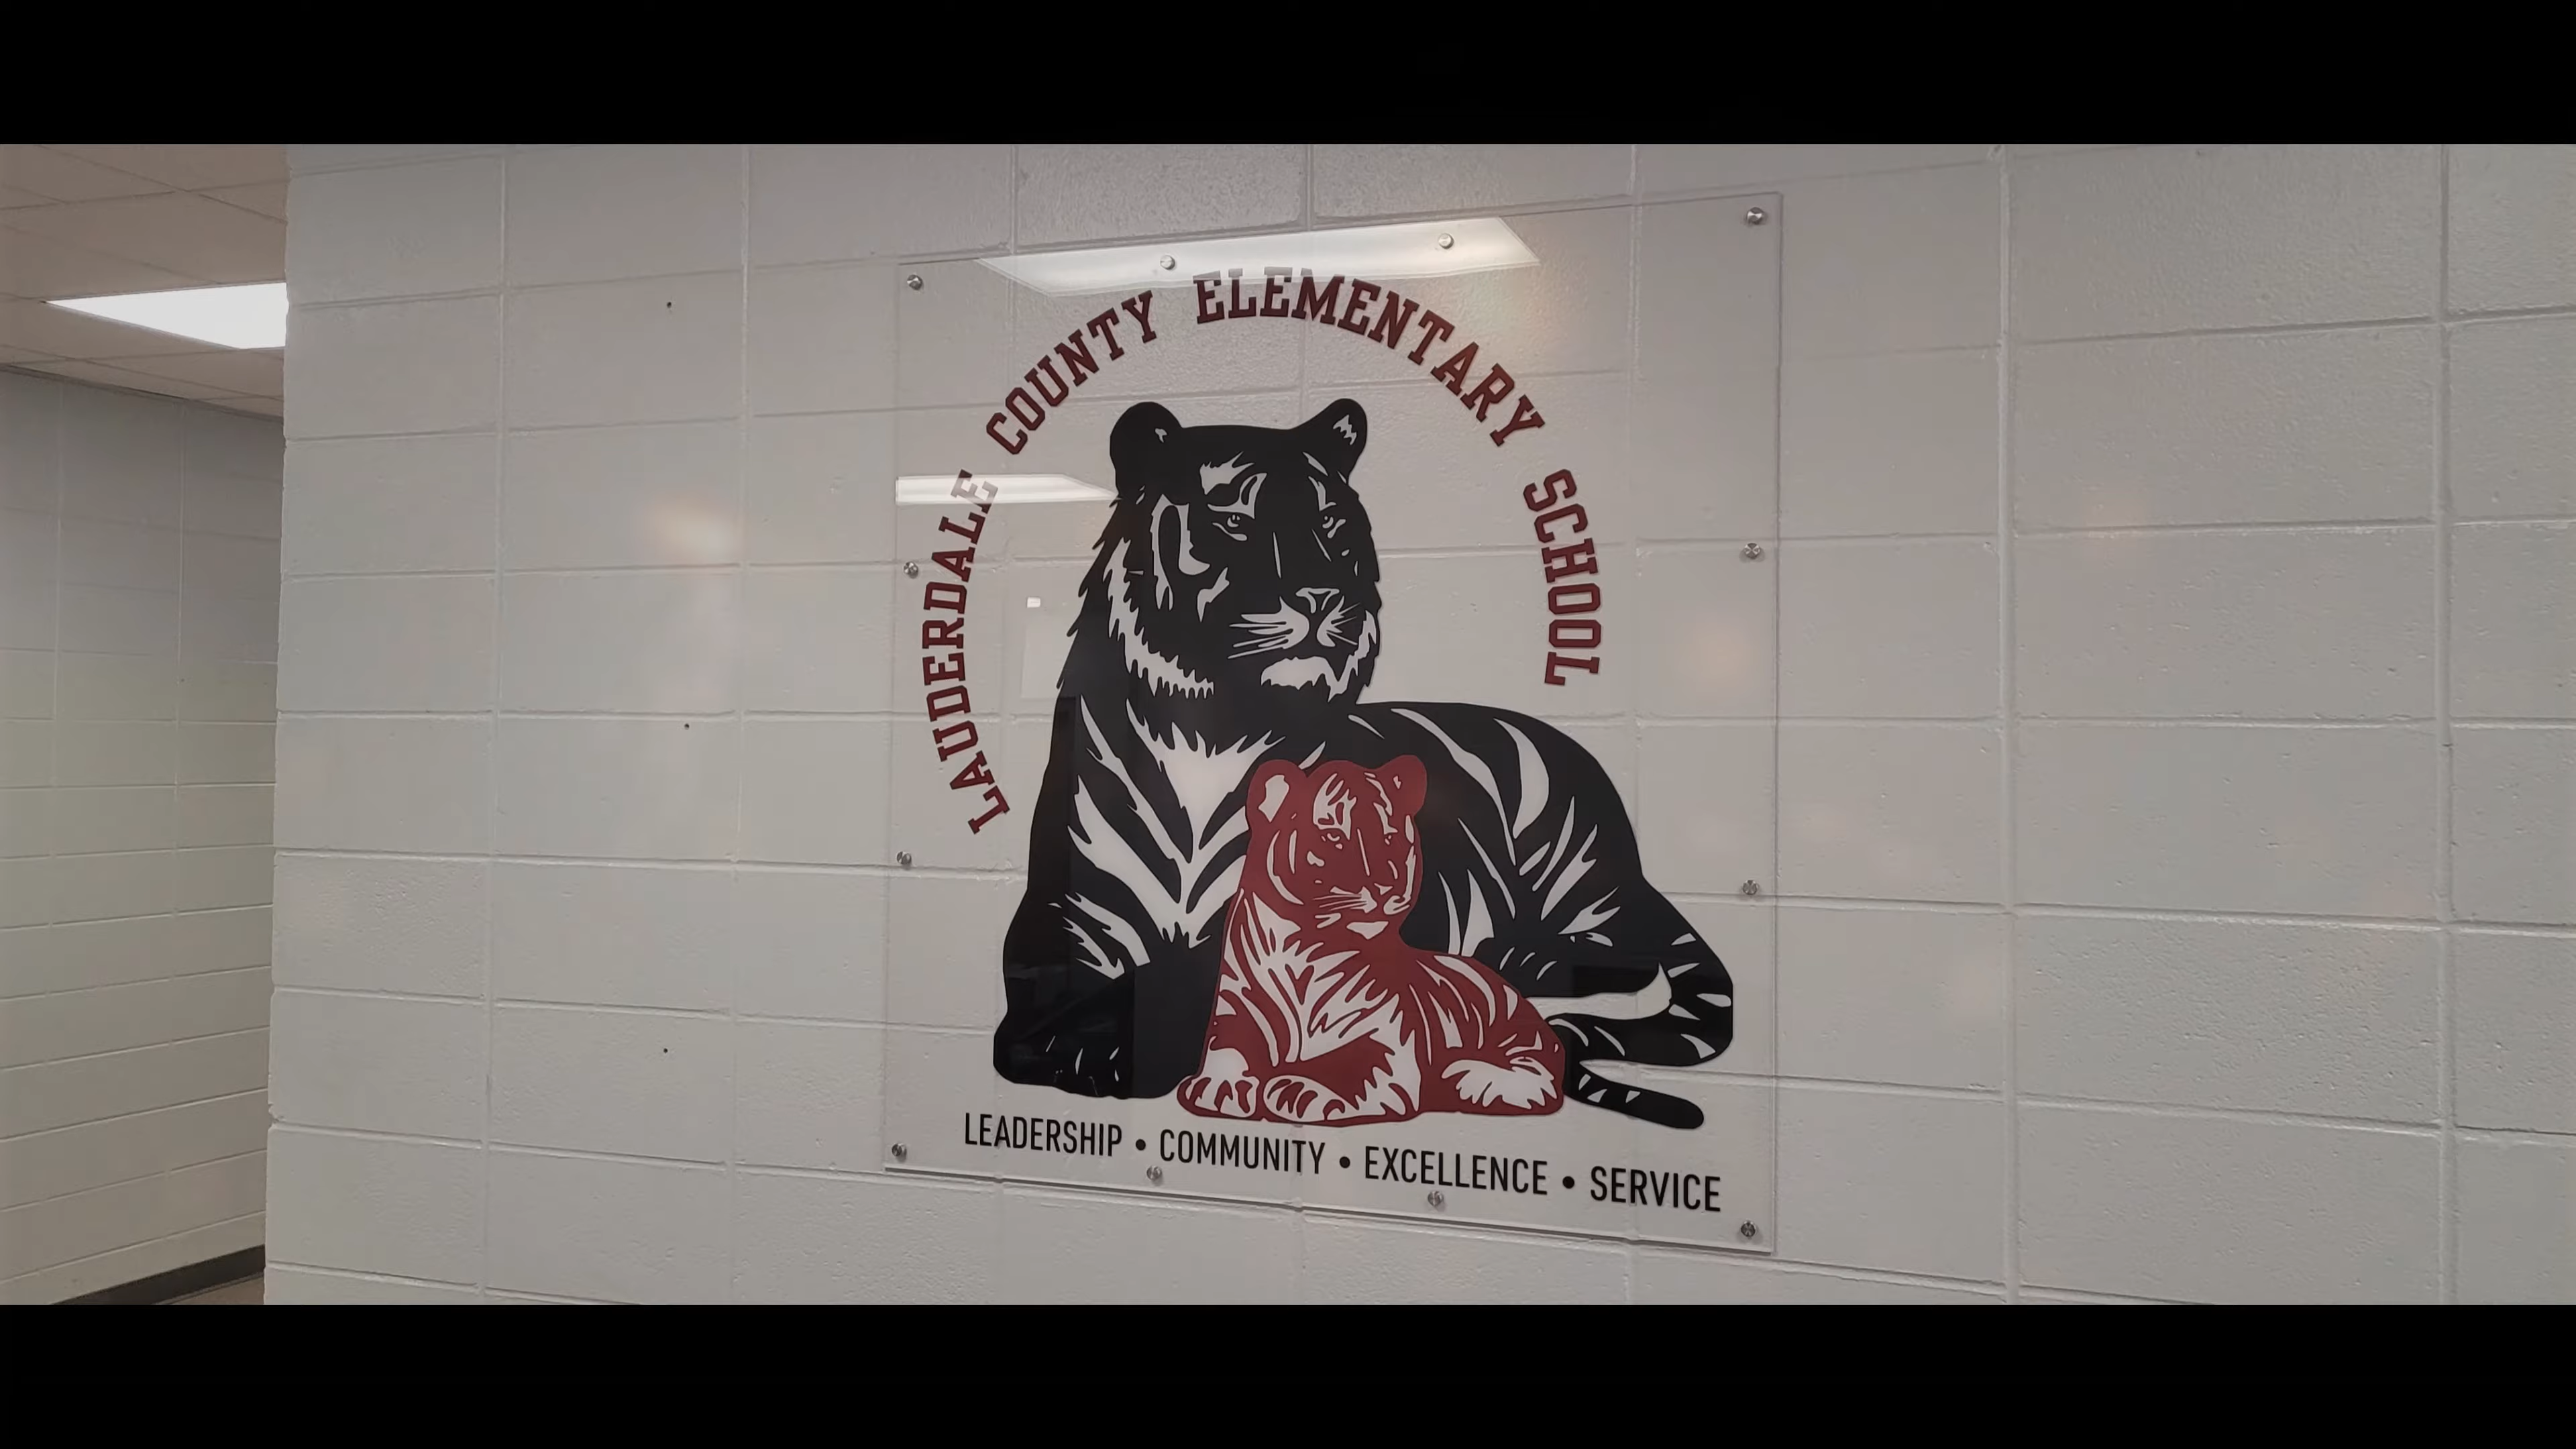 LAUDERDALE COUNTY ELEMENTARY SCHOOL
LEADERSHIP • COMMUNITY • EXCELLENCE • SERVICE